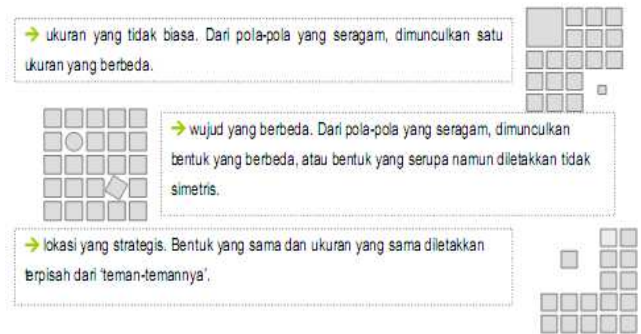 → ukuran yang tidak biasa. Dari pola-pola yang seragam, dimunculkan satu
ukuran yang berbeda.
→ wujud yang berbeda. Dari pola-pola yang seragam, dimunculkan
bentuk yang berbeda, atau bentuk yang serupa namun diletakkan tidak
simetris.
→ lokasi yang strategis. Bentuk yang sama dan ukuran yang sama diletakkan
terpisah dari ‘teman-temannya’.